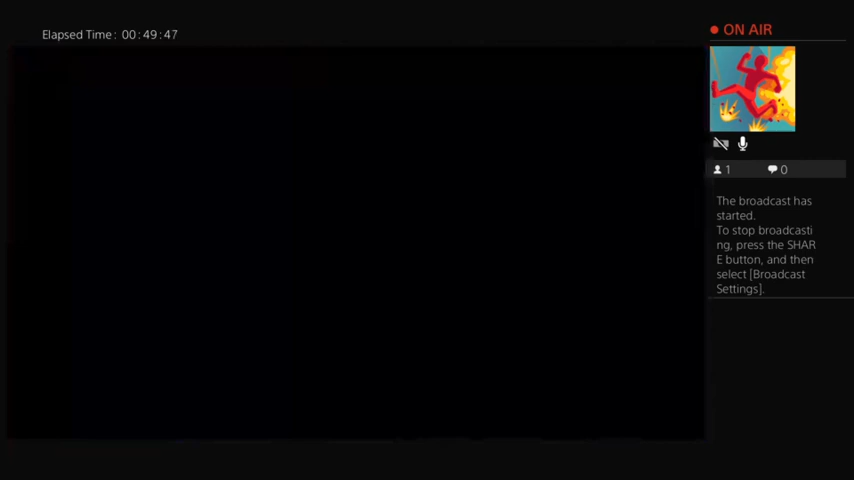 Elapsed Time: 00:49:47
ON AIR
1 0
The broadcast has
started.
To stop broadcasti
ng, press the SHAR
E button, and then
select [Broadcast
Settings].